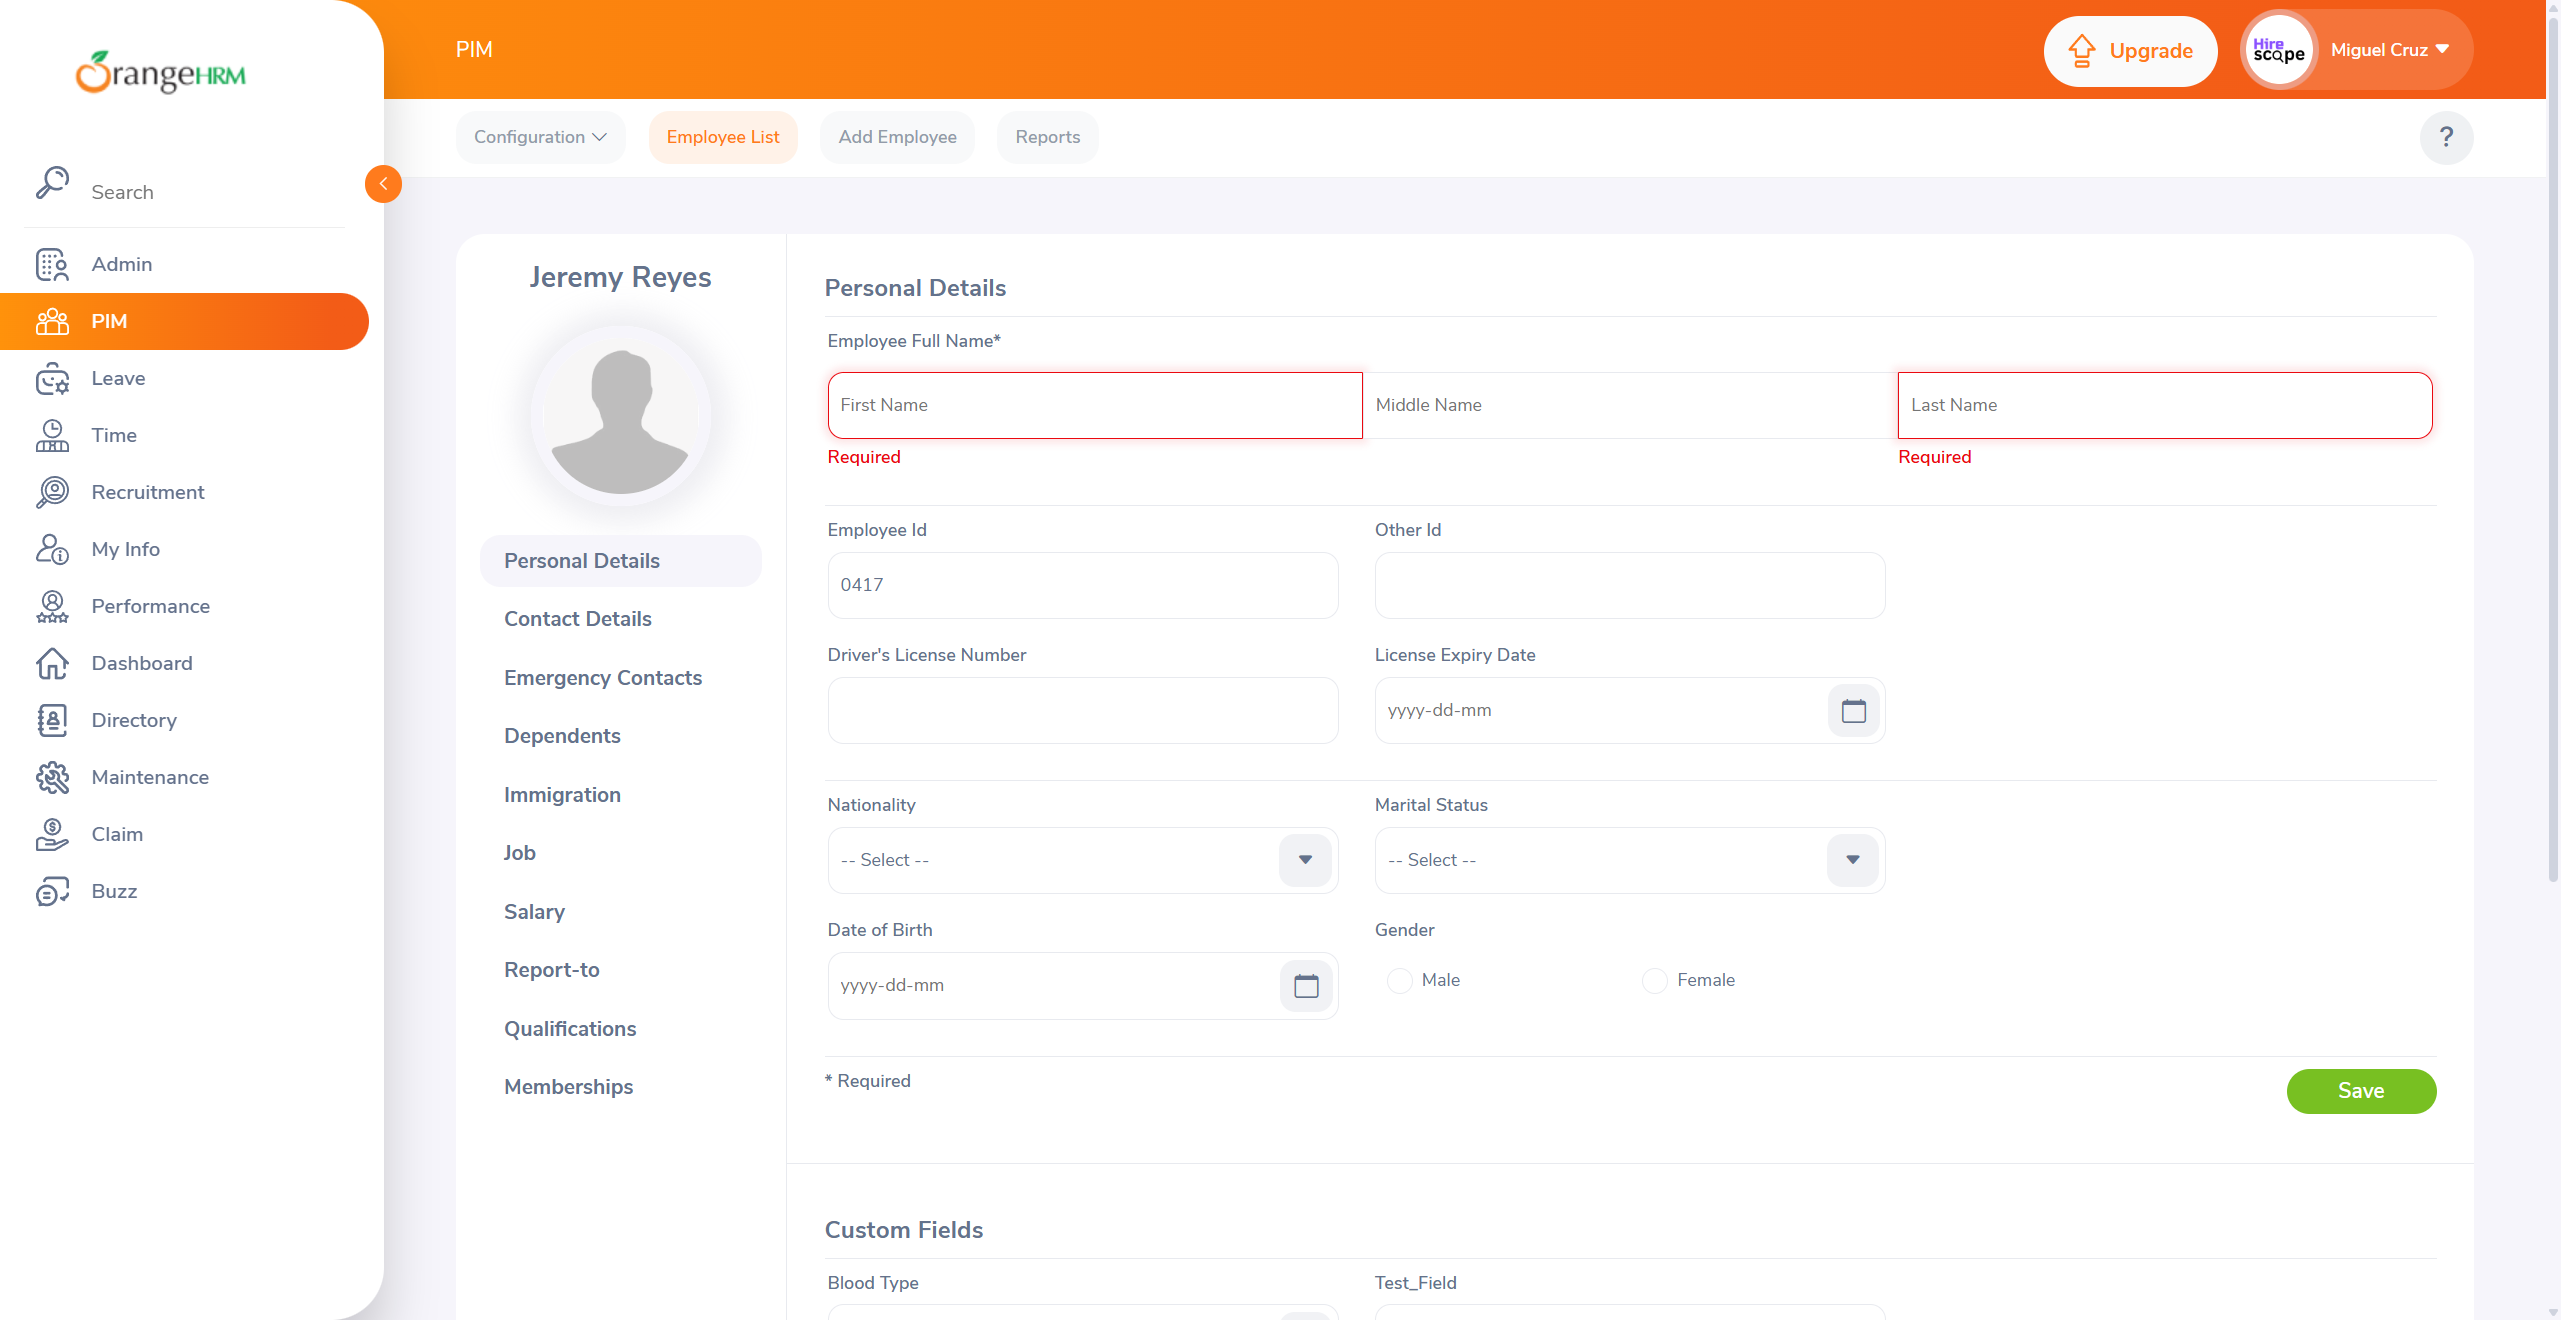 OrangeHRM
PIM
Upgrade
Hire
scope
Miguel Cruz
Configuration
Employee List
Add Employee
Reports
?
Search
Admin
PIM
Leave
Time
Recruitment
My Info
Performance
Dashboard
Directory
Maintenance
Claim
Buzz
Jeremy Reyes
Personal Details
Contact Details
Emergency Contacts
Dependents
Immigration
Job
Salary
Report-to
Qualifications
Memberships
Personal Details
Employee Full Name*
First Name
Middle Name
Last Name
Required
Required
Employee Id
Other Id
0417
Driver's License Number
License Expiry Date
yyyy-dd-mm
Nationality
Marital Status
-- Select --
-- Select --
Date of Birth
Gender
yyyy-dd-mm
Male
Female
* Required
Save
Custom Fields
Blood Type
Test_Field